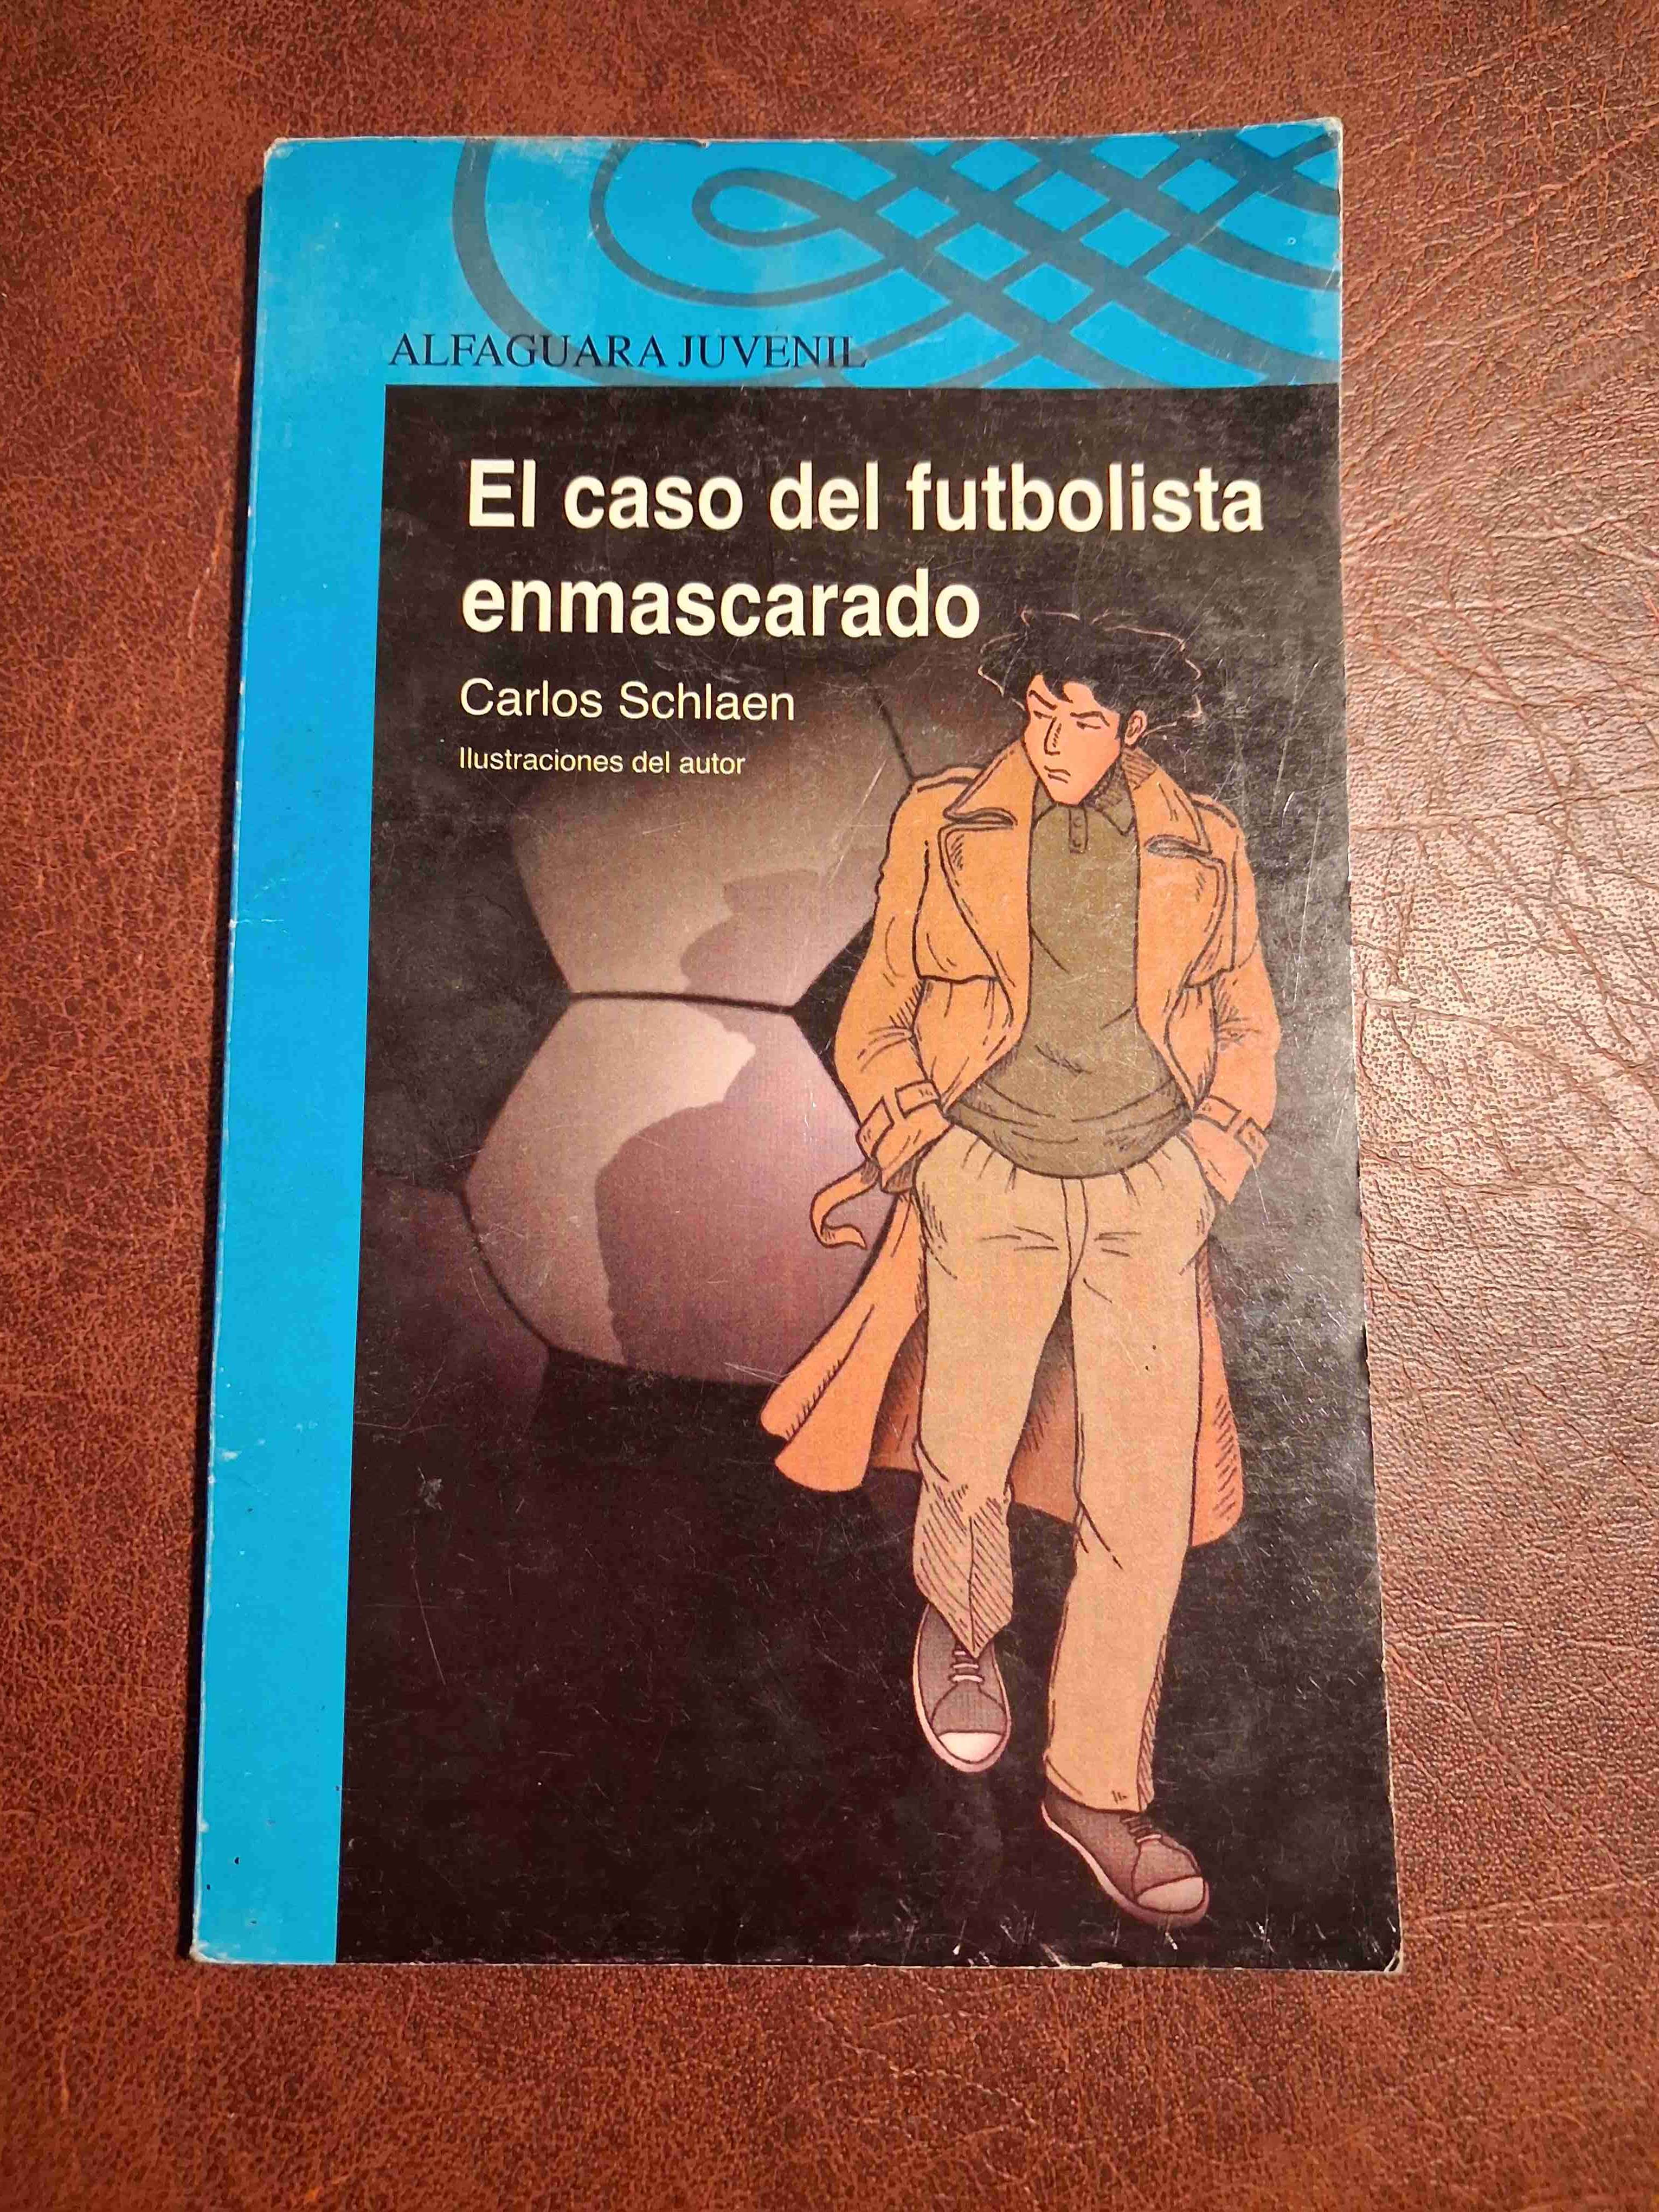 ALFAGUARA JUVENIL
El caso del futbolista
enmascarado
Carlos Schlaen
Ilustraciones del autor